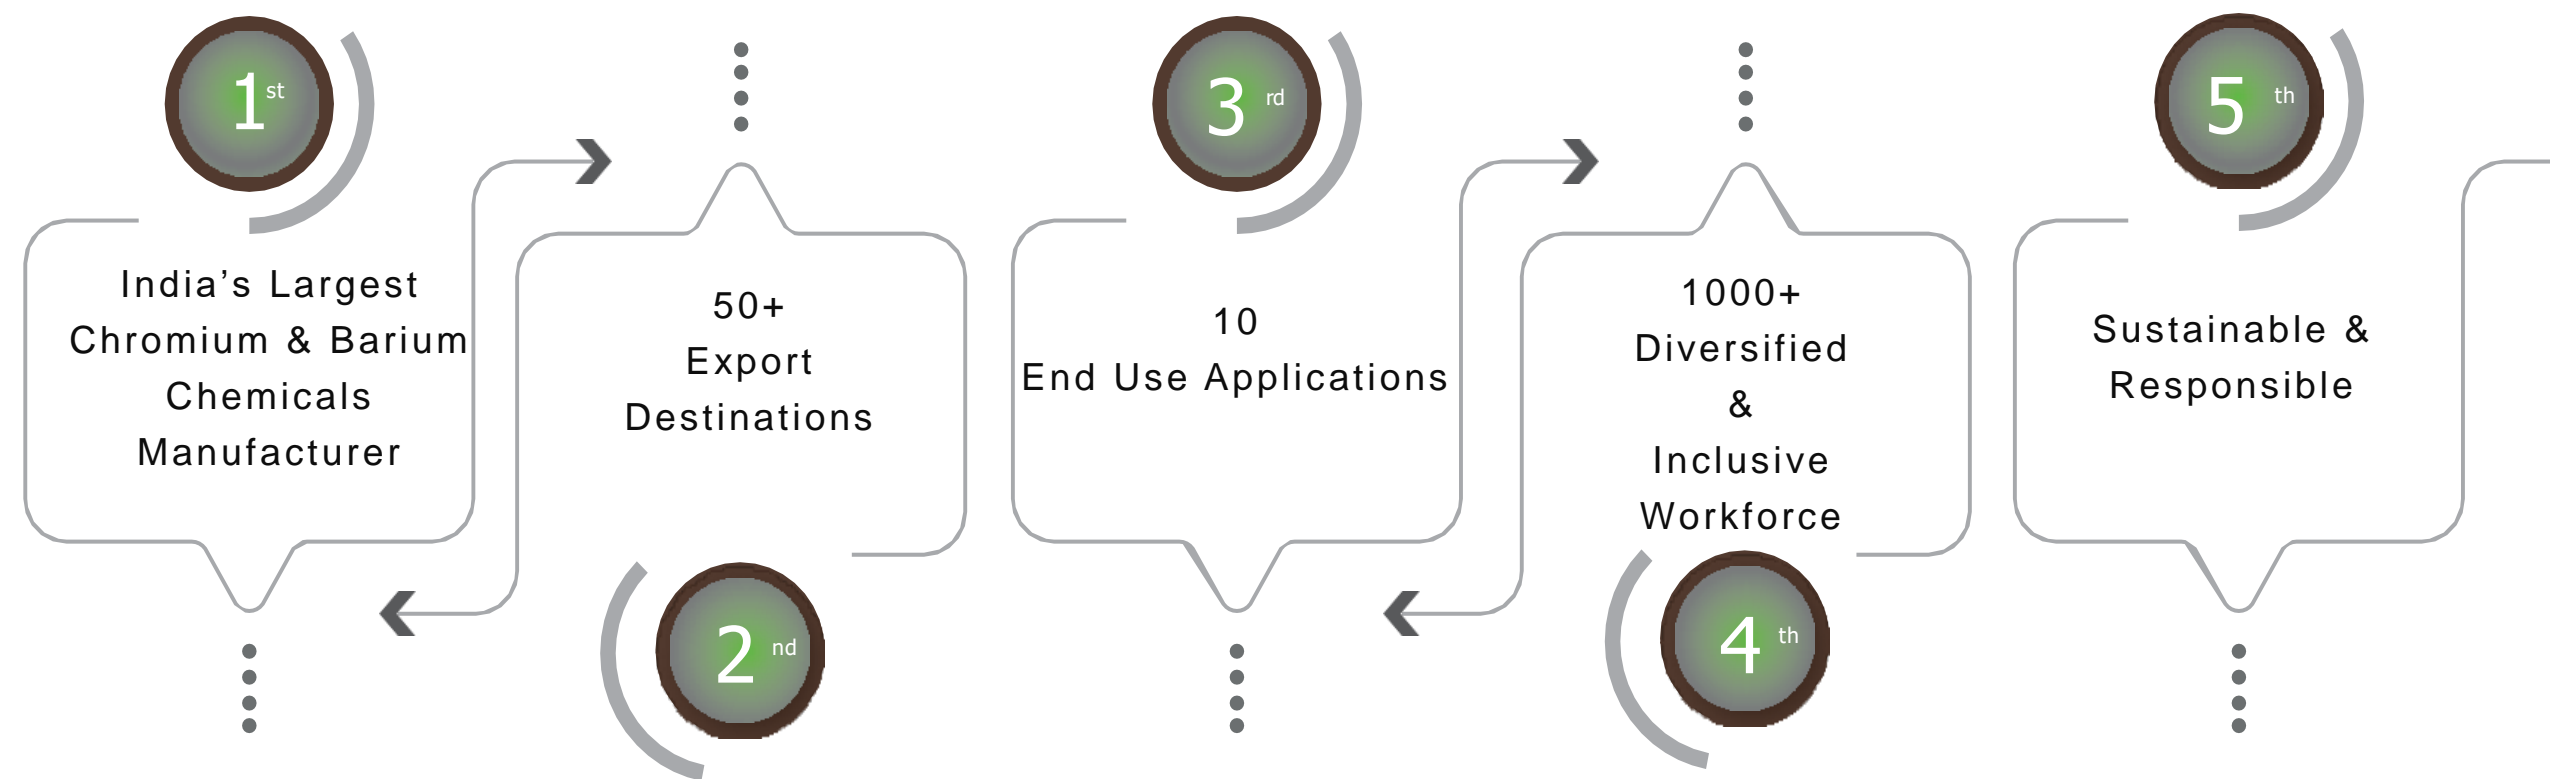 1st
India’s Largest
Chromium & Barium
Chemicals
Manufacturer
50+
Export
Destinations
2nd
3rd
10
End Use Applications
1000+
Diversified
&
Inclusive
Workforce
4th
5th
Sustainable &
Responsible